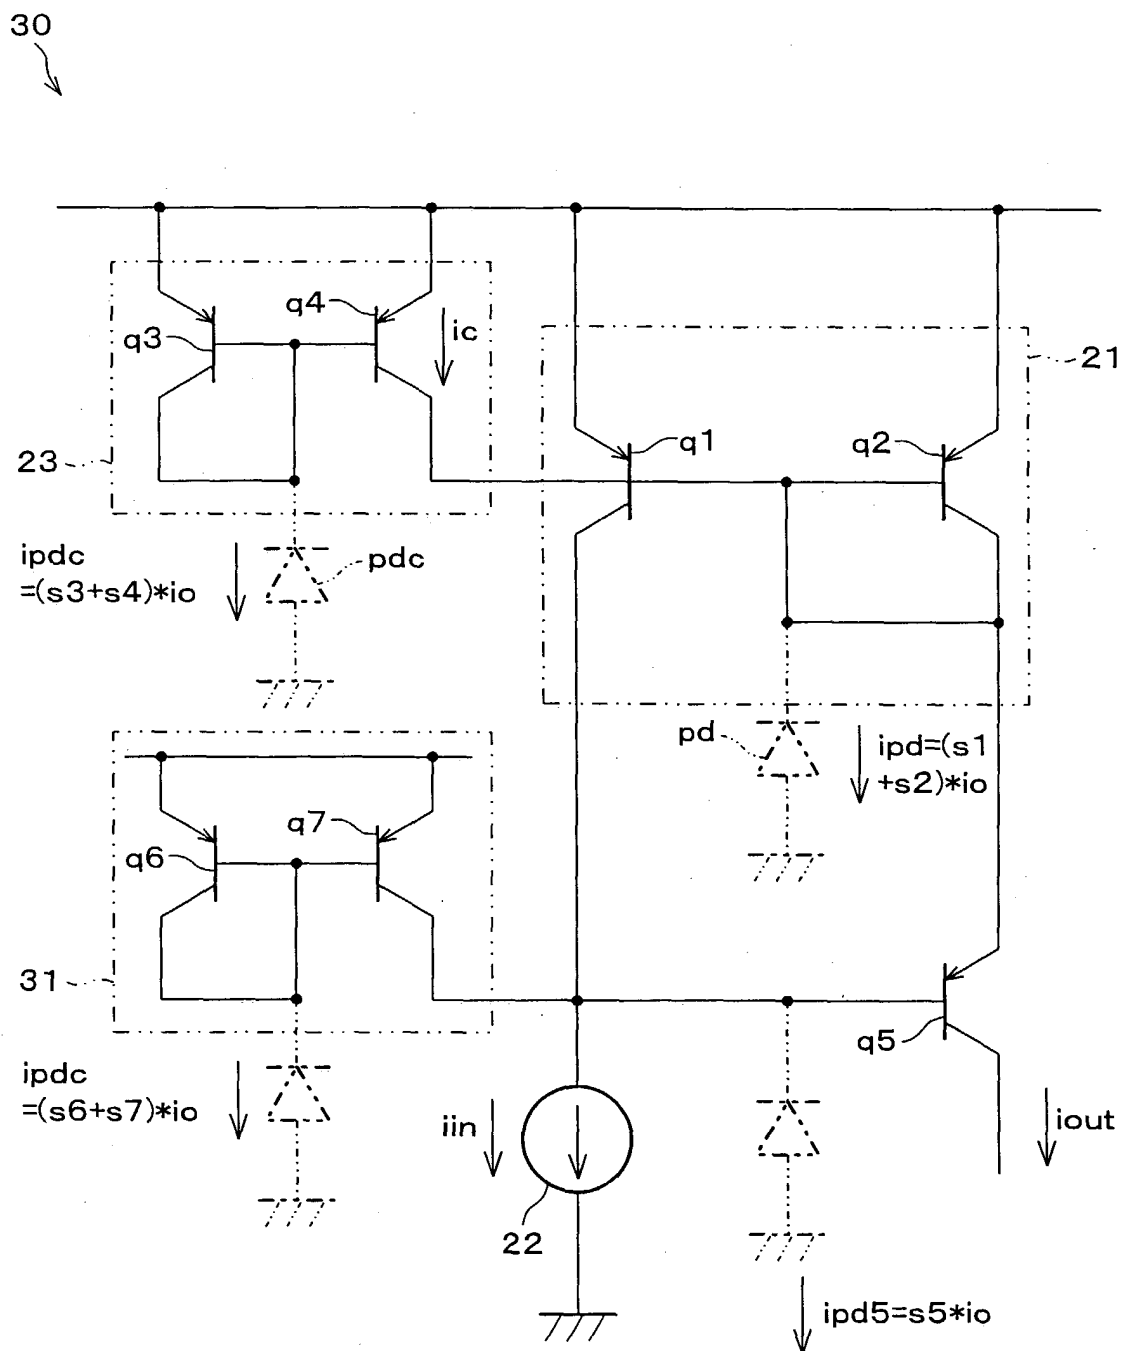 30
q4
q3
ic
21
q1
q2
23
ipdc
=(s3+s4)*io
pdc
pd
ipd=(s1
+s2)*io
q7
q6
31
q5
ipdc
=(s6+s7)*io
iin
iout
22
ipd5=s5*io